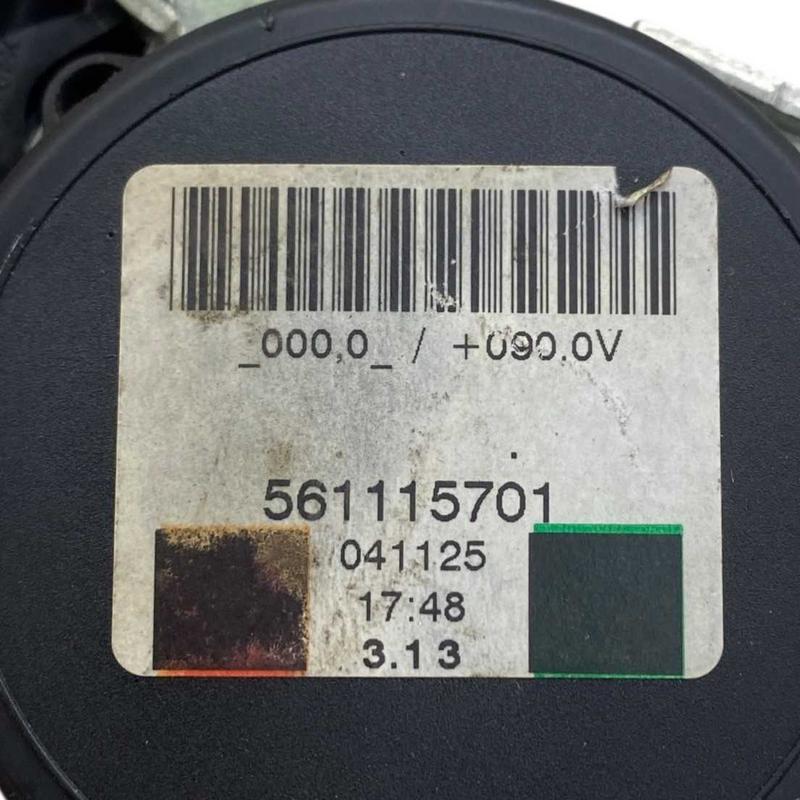 _000,0_ / +090.0V
561115701
041125
17:48
3.13